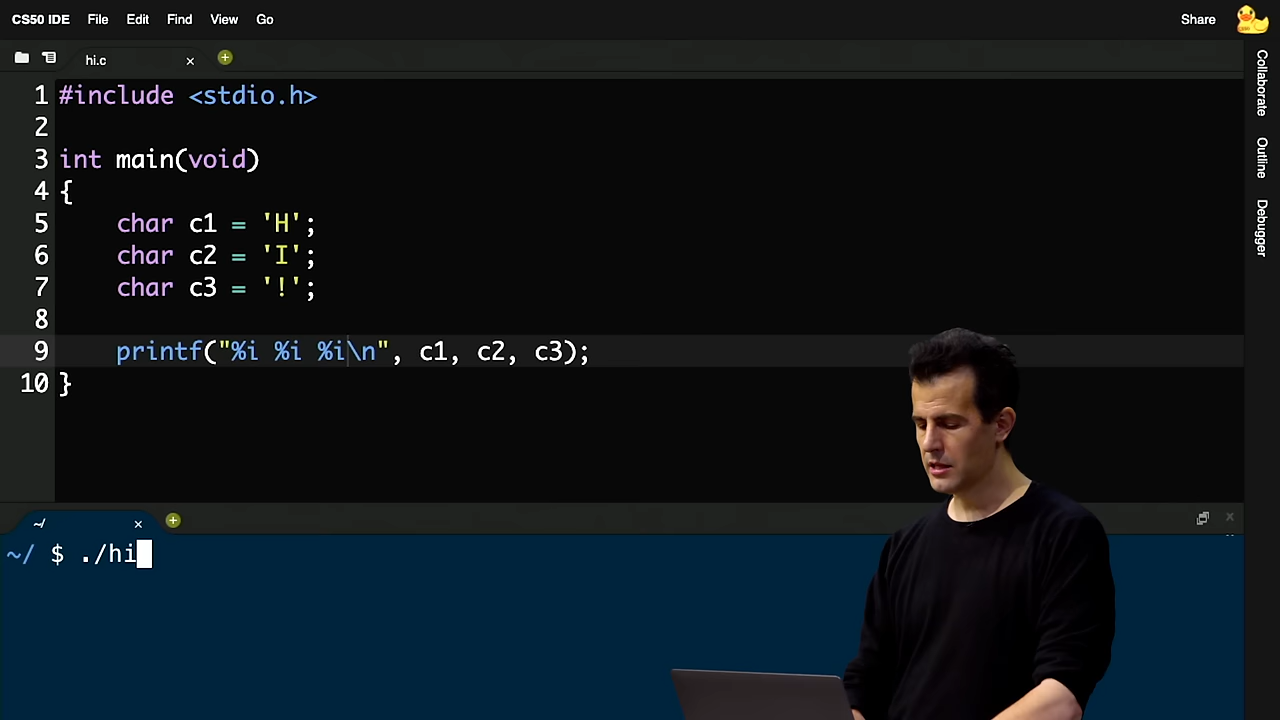 CS50 IDE File Edit Find View Go Share
hi.c ×
1 #include <stdio.h>
2
3 int main(void)
4 {
5     char c1 = 'H';
6     char c2 = 'I';
7     char c3 = '!';
8
9     printf("%i %i %i\n", c1, c2, c3);
10 }
Collaborate
Outline
Debugger
~/ ×
~/ $ ./hi